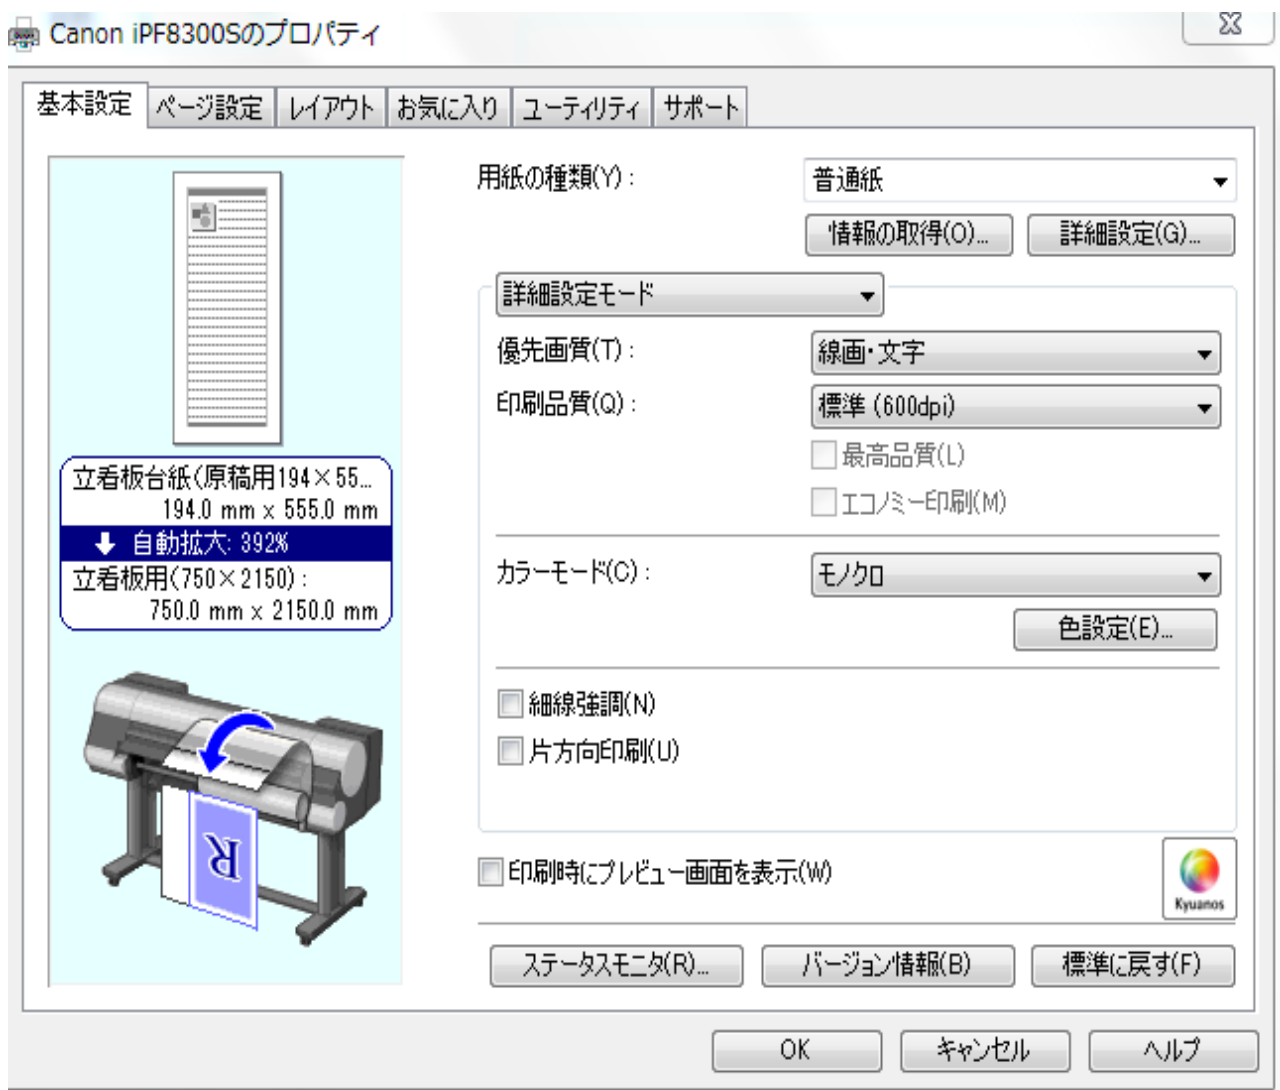 Canon iPF8300Sのプロパティ
基本設定 ページ設定 レイアウト お気に入り ユーティリティ サポート
用紙の種類(Y): 普通紙
情報の取得(O)... 詳細設定(G)...
詳細設定モード
優先画質(T): 線画・文字
印刷品質(Q): 標準 (600dpi)
最高品質(L)
エコノミー印刷(M)
カラーモード(C): モノクロ
色設定(E)...
細線強調(N)
片方向印刷(U)
立看板台紙(原稿用194×55...
194.0 mm x 555.0 mm
自動拡大: 392%
立看板用(750×2150):
750.0 mm x 2150.0 mm
R
印刷時にプレビュー画面を表示(W)
Kyuanos
ステータスモニタ(R)... バージョン情報(B) 標準に戻す(F)
OK キャンセル ヘルプ